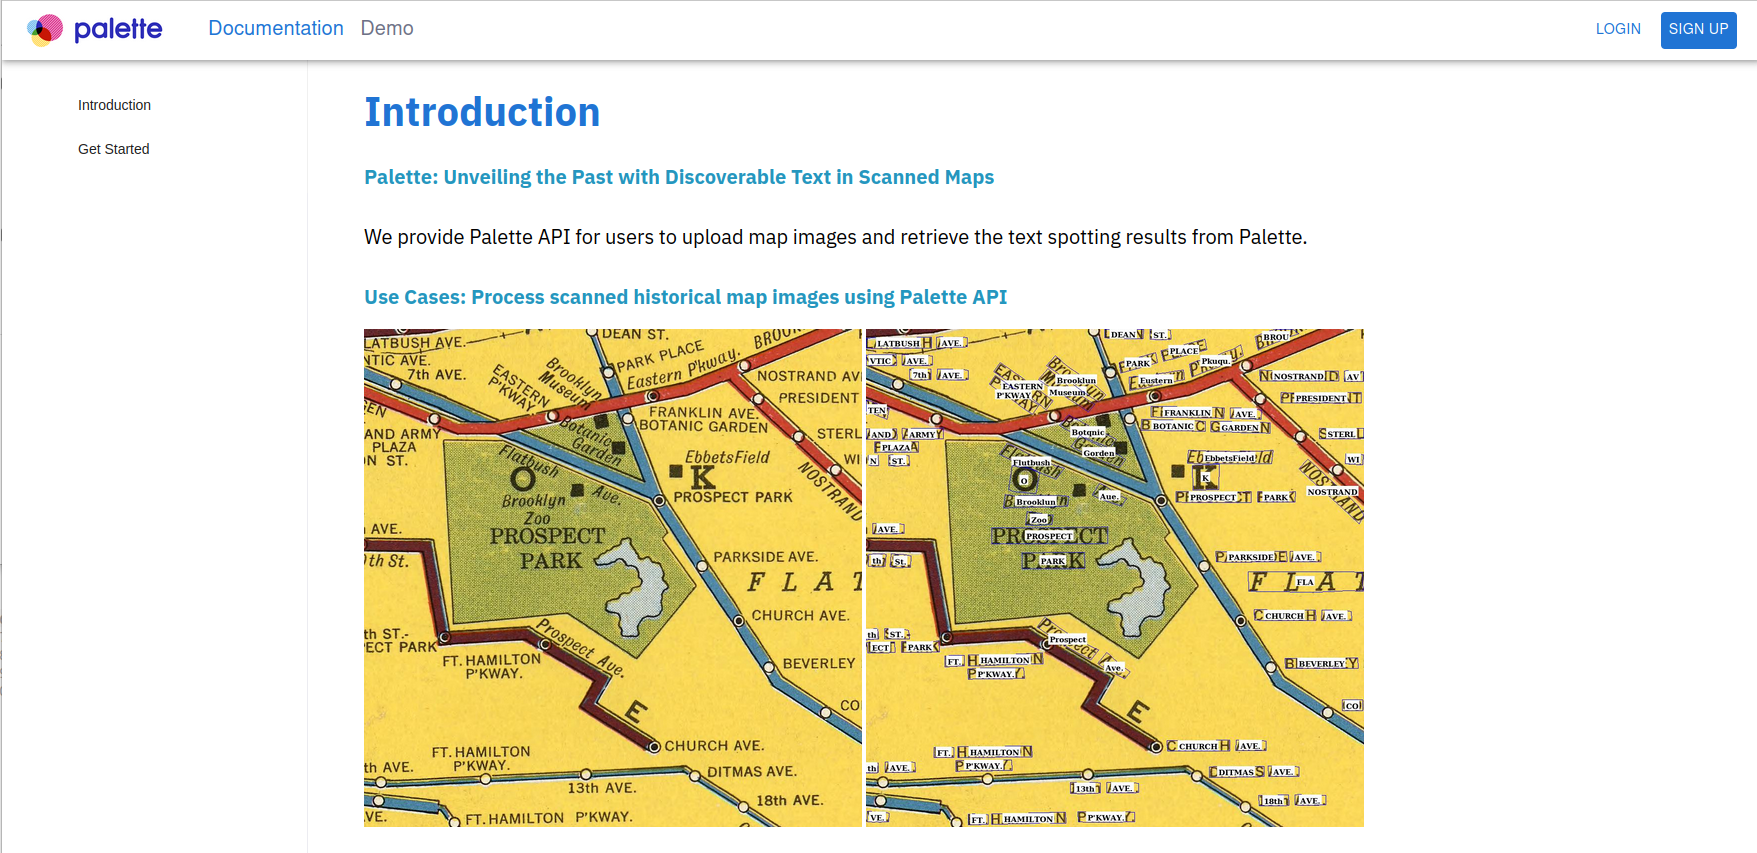 palette
Documentation Demo
LOGIN
SIGN UP
Introduction
Get Started
Introduction
Palette: Unveiling the Past with Discoverable Text in Scanned Maps
We provide Palette API for users to upload map images and retrieve the text spotting results from Palette.
Use Cases: Process scanned historical map images using Palette API
LATBUSH AVE.
DEAN ST.
BROOK
NTIC AVE.
7th AVE.
EASTERN
P'KWAY
Brooklyn
Museum
PARK PLACE
Eastern P'kway.
NOSTRAND AV
PRESIDENT
FRANKLIN AVE.
BOTANIC GARDEN
AND ARMY
PLAZA
N ST.
Botanic
Garden
STERL
WI
Flatbush
Ave.
O
K
EbbetsField
PROSPECT PARK
NOSTRAND
Brooklyn
Zoo
PROSPECT
PARK
AVE.
th St.
PARKSIDE AVE.
F L A T
CHURCH AVE.
th ST.-
PECT PARK
Prospect Ave.
FT. HAMILTON
P'KWAY.
BEVERLEY
CO
E
CHURCH AVE.
FT. HAMILTON
P'KWAY.
th AVE.
DITMAS AVE.
13th AVE.
18th AVE.
VE.
FT. HAMILTON P'KWAY.
LATBUSH AVE.
DEAN ST.
BROU
VTIC AVE.
7th AVE.
EASTERN
P'KWAY
Brooklyn
Museum
PARK PLACE
Eustern Pkuqu.
NOSTRAND AV
PRESIDENT
TEN
FRANKLIN AVE.
BOTANIC GARDEN
AND ARMY
PLAZA
N ST.
Botqnic
Gorden
STERL
WI
Flutbush
Aue.
O
K
EbbetsField
PROSPECT PARK
NOSTRAND
Brooklun
Zoo
PROSPECT
PARK
AVE.
th St.
PARKSIDE AVE.
FLA
CHURCH AVE.
th ST.-
ECT PARK
Prospect
Ave.
FT. HAMILTON
P'KWAY.
BEVERLEY
CO
E
CHURCH AVE.
FT. HAMILTON
P'KWAY.
th AVE.
DITMAS AVE.
13th AVE.
18th AVE.
VE.
FT. HAMILTON P'KWAY.